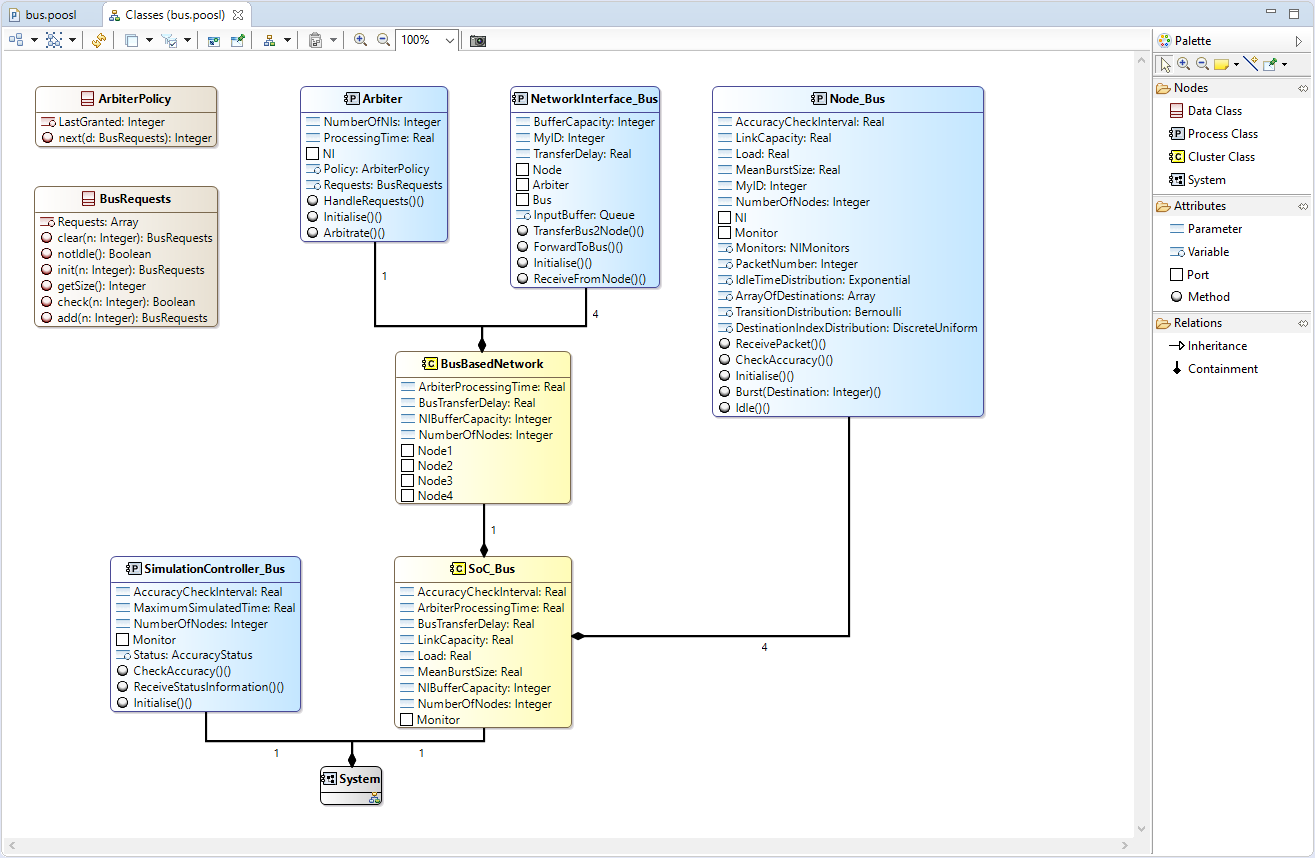 bus.poosl
Classes (bus.poosl)
100%
ArbiterPolicy
LastGranted: Integer
next(d: BusRequests): Integer
BusRequests
Requests: Array
clear(n: Integer): BusRequests
notIdle(): Boolean
init(n: Integer): BusRequests
getSize(): Integer
check(n: Integer): Boolean
add(n: Integer): BusRequests
P Arbiter
NumberOfNIs: Integer
ProcessingTime: Real
NI
Policy: ArbiterPolicy
Requests: BusRequests
HandleRequests()()
Initialise()()
Arbitrate()()
P NetworkInterface_Bus
BufferCapacity: Integer
MyID: Integer
TransferDelay: Real
Node
Arbiter
Bus
InputBuffer: Queue
TransferBus2Node()()
ForwardToBus()()
Initialise()()
ReceiveFromNode()()
P Node_Bus
AccuracyCheckInterval: Real
LinkCapacity: Real
Load: Real
MeanBurstSize: Real
MyID: Integer
NumberOfNodes: Integer
NI
Monitor
Monitors: NIMonitors
PacketNumber: Integer
IdleTimeDistribution: Exponential
ArrayOfDestinations: Array
TransitionDistribution: Bernoulli
DestinationIndexDistribution: DiscreteUniform
ReceivePacket()()
CheckAccuracy()()
Initialise()()
Burst(Destination: Integer)()
Idle()()
1
4
C BusBasedNetwork
ArbiterProcessingTime: Real
BusTransferDelay: Real
NIBufferCapacity: Integer
NumberOfNodes: Integer
Node1
Node2
Node3
Node4
1
P SimulationController_Bus
AccuracyCheckInterval: Real
MaximumSimulatedTime: Real
NumberOfNodes: Integer
Monitor
Status: AccuracyStatus
CheckAccuracy()()
ReceiveStatusInformation()()
Initialise()()
C SoC_Bus
AccuracyCheckInterval: Real
ArbiterProcessingTime: Real
BusTransferDelay: Real
LinkCapacity: Real
Load: Real
MeanBurstSize: Real
NIBufferCapacity: Integer
NumberOfNodes: Integer
Monitor
4
1
1
System
Palette
Nodes
Data Class
P Process Class
C Cluster Class
System
Attributes
Parameter
Variable
Port
Method
Relations
Inheritance
Containment